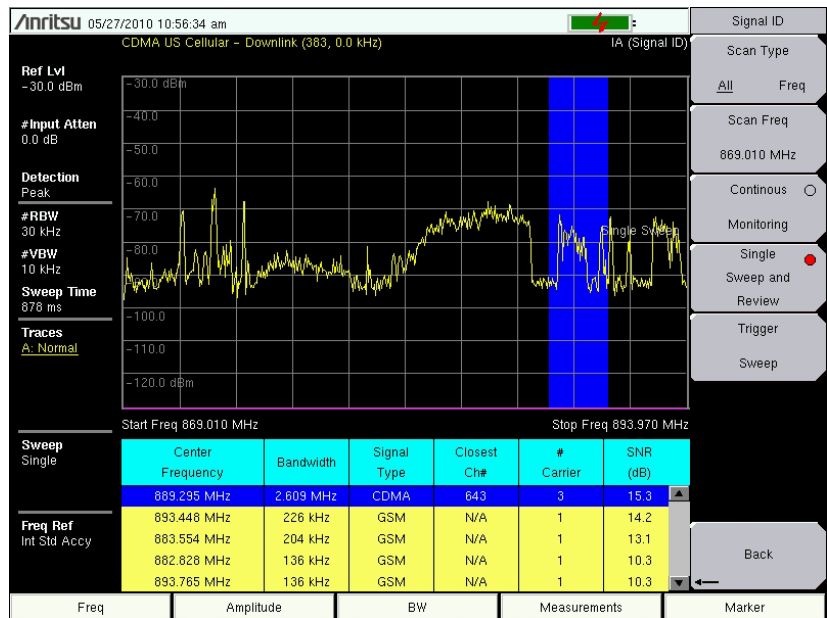 /Inritsu 05/27/2010 10:56:34 am
Signal ID
CDMA US Cellular – Downlink (383, 0.0 kHz)
IA (Signal ID)
Ref Lvl
-30.0 dBm
#Input Atten
0.0 dB
Detection
Peak
#RBW
30 kHz
#VBW
10 kHz
Sweep Time
878 ms
Traces
A: Normal
Sweep
Single
Freq Ref
Int Std Accy
-30.0 dBm
-40.0
-50.0
-60.0
-70.0
-80.0
-100.0
-110.0
-120.0 dBm
Single Sweep
Start Freq 869.010 MHz
Stop Freq 893.970 MHz
Center Frequency Bandwidth Signal Type Closest Ch# # Carrier SNR (dB)
889.295 MHz 2.609 MHz CDMA 643 3 15.3
893.448 MHz 226 kHz GSM N/A 1 14.2
883.554 MHz 204 kHz GSM N/A 1 13.1
882.828 MHz 136 kHz GSM N/A 1 10.3
893.765 MHz 136 kHz GSM N/A 1 10.3
Scan Type
All Freq
Scan Freq
869.010 MHz
Continous
Monitoring
Single
Sweep and
Review
Trigger
Sweep
Back
Freq Amplitude BW Measurements Marker